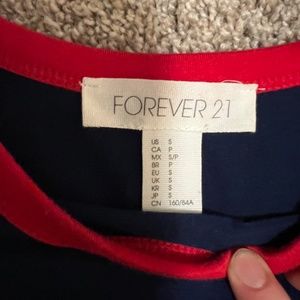 FOREVER 21
US S
CA P
MX S/P
BR P
EU S
UK S
KR S
JP S
CN 160/84A